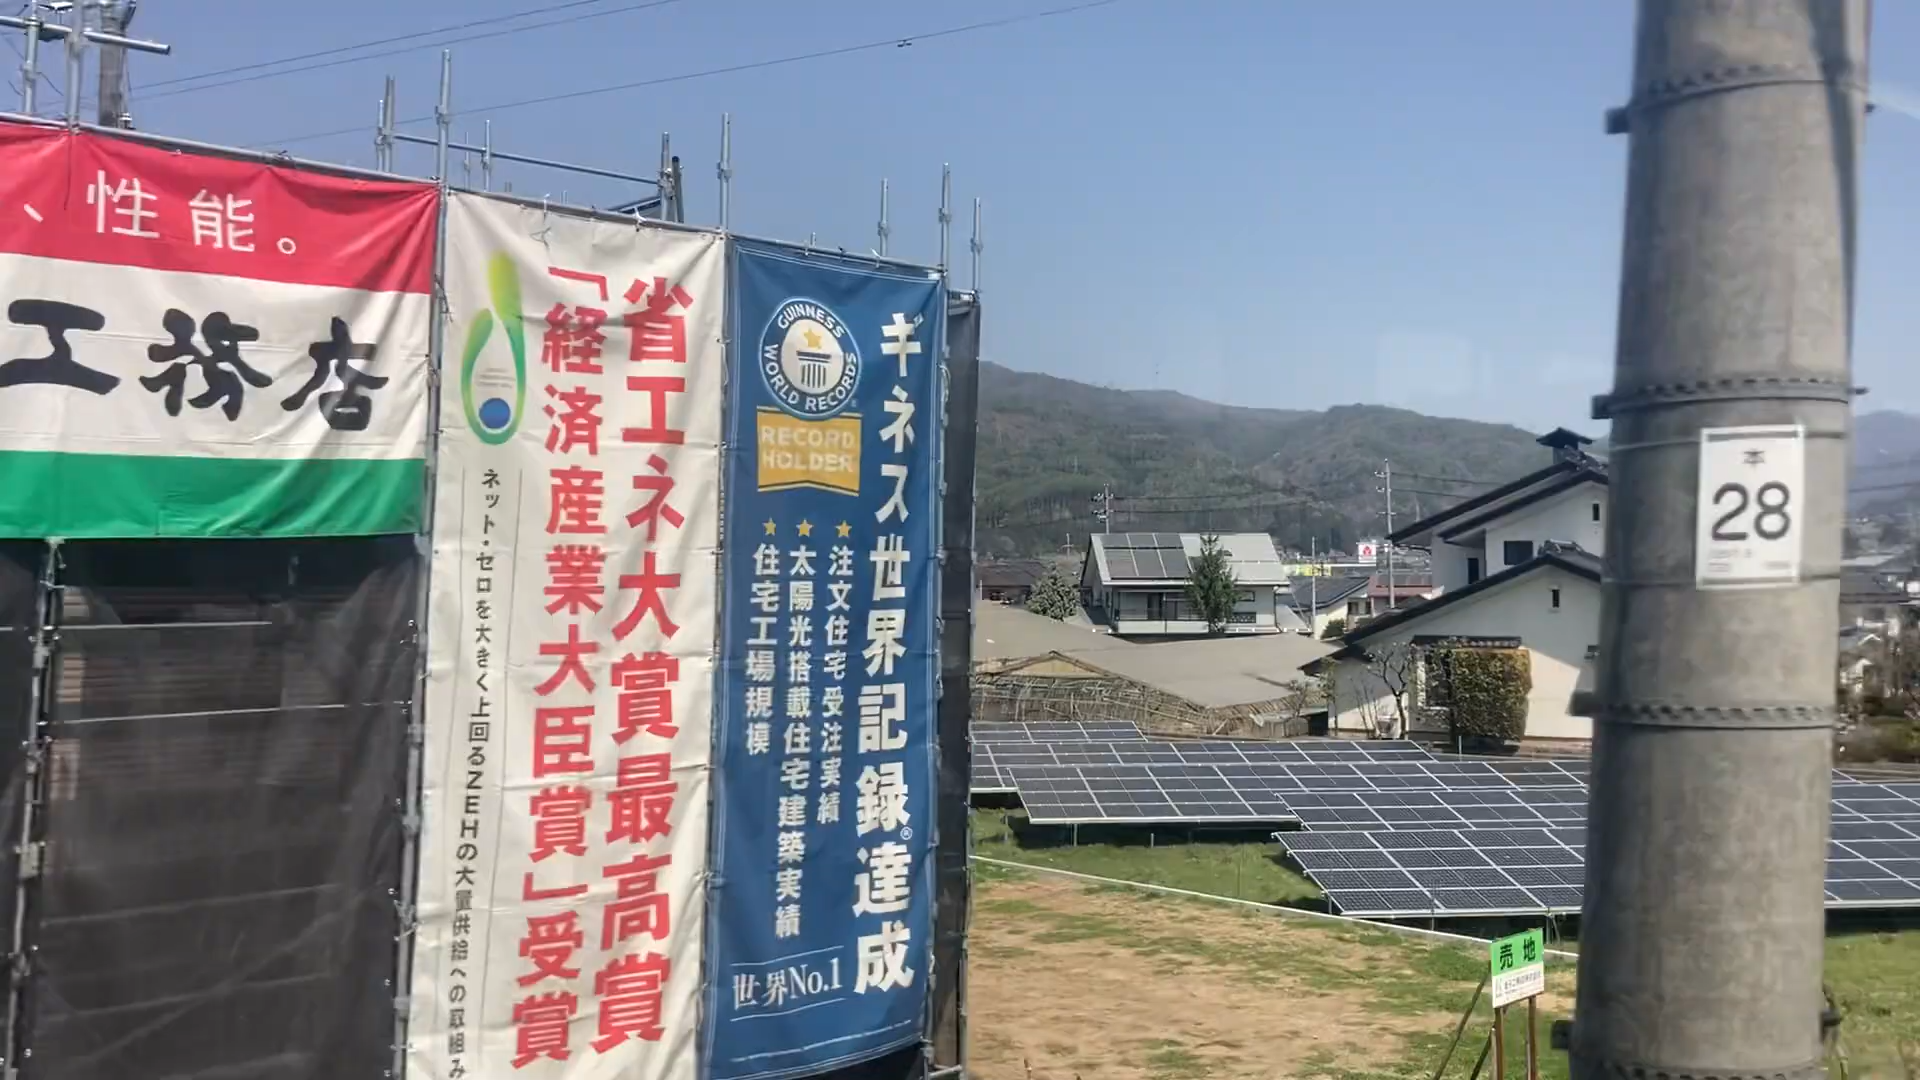 、性能。
工務店
省エネ大賞最高賞
「経済産業大臣賞」受賞
ネット・ゼロを大きく上回るZEHの大量供給への取組み
GUINNESS WORLD RECORDS
RECORD HOLDER
ギネス世界記録®達成
★注文住宅受注実績
★太陽光搭載住宅建築実績
★住宅工場規模
世界No.1
売地
本
28